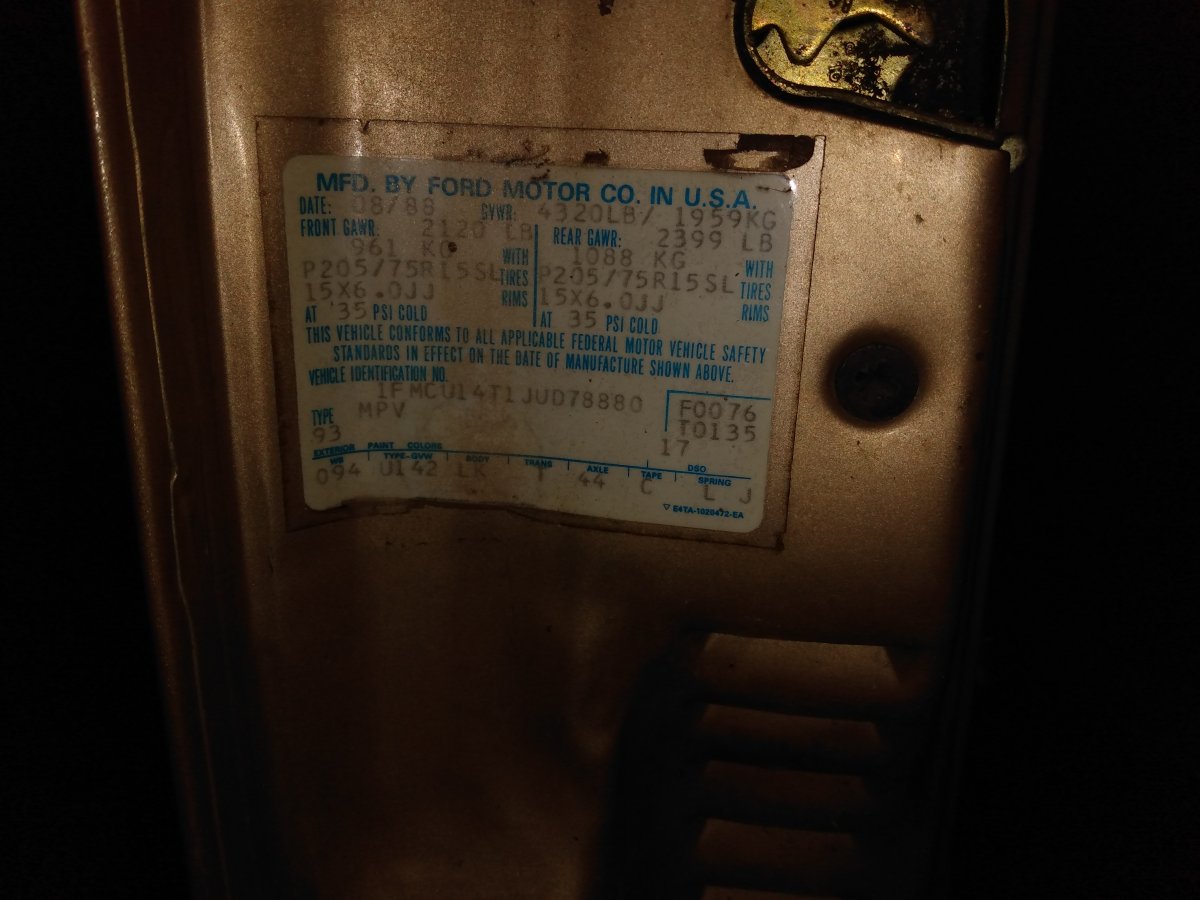 MFD. BY FORD MOTOR CO. IN U.S.A.
DATE: 08/88 GVWR: 4320LB/ 1959KG
FRONT GAWR: 2120 LB REAR GAWR: 2399 LB
961 KG WITH 1088 KG WITH
P205/75R15SL TIRES P205/75R15SL TIRES
15X6.0JJ RIMS 15X6.0JJ RIMS
AT 35 PSI COLD AT 35 PSI COLD
THIS VEHICLE CONFORMS TO ALL APPLICABLE FEDERAL MOTOR VEHICLE SAFETY
STANDARDS IN EFFECT ON THE DATE OF MANUFACTURE SHOWN ABOVE.
VEHICLE IDENTIFICATION NO.
1FMCU14T1JUD78880
TYPE MPV F0076
93 T0135
17
EXTERIOR PAINT COLORS DSO
WB TYPE-GVW BODY TRANS AXLE TAPE SPRING
094 U142 LK T 44 C L J
▽ E4TA-1020472-EA